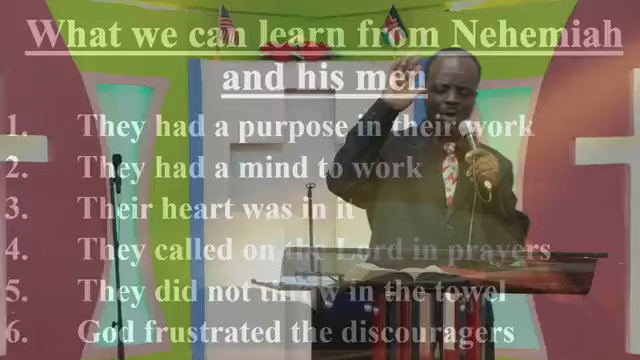 What we can learn from Nehemiah
and his men
1. They had a purpose in their work
2. They had a mind to work
3. Their heart was in it
4. They called on the Lord in prayers
5. They did not throw in the towel
6. God frustrated the discouragers